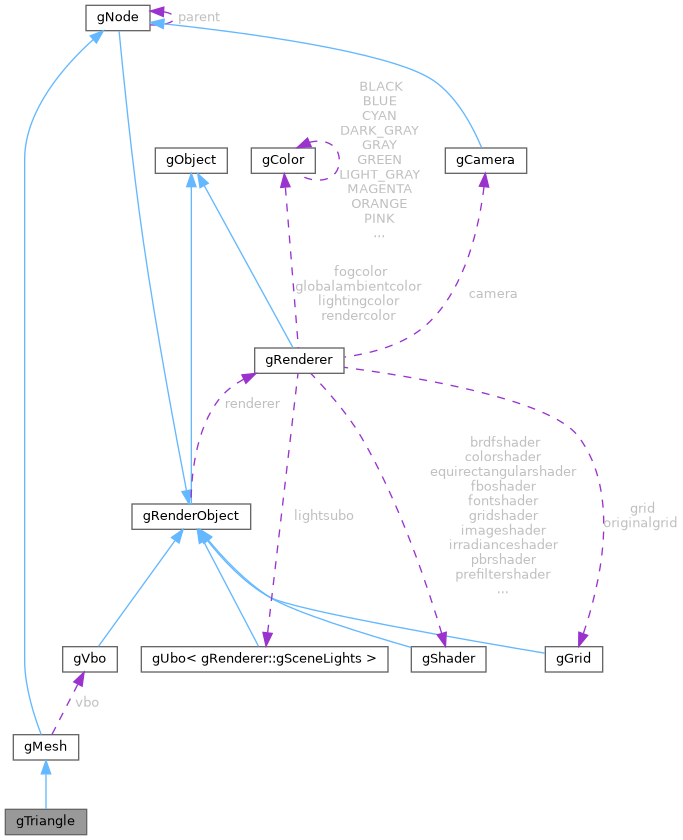 gNode
parent
BLACK
BLUE
CYAN
DARK_GRAY
GRAY
GREEN
LIGHT_GRAY
MAGENTA
ORANGE
PINK
...
gObject
gColor
gCamera
fogcolor
globalambientcolor
lightingcolor
rendercolor
camera
gRenderer
renderer
brdfshader
colorshader
equirectangularshader
fboshader
fontshader
gridshader
imageshader
irradianceshader
pbrshader
prefiltershader
...
grid
originalgrid
gRenderObject
lightsubo
gVbo
gUbo< gRenderer::gSceneLights >
gShader
gGrid
vbo
gMesh
gTriangle